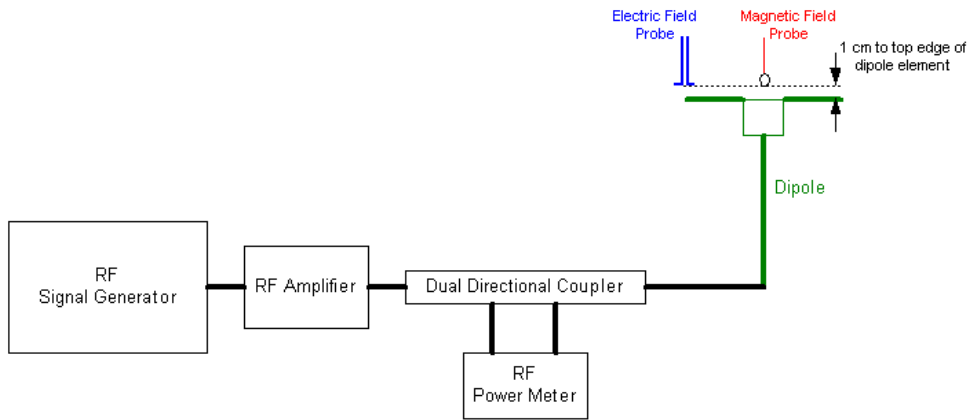 Electric Field
Probe
Magnetic Field
Probe
1 cm to top edge of
dipole element
Dipole
RF
Signal Generator
RF Amplifier
Dual Directional Coupler
RF
Power Meter